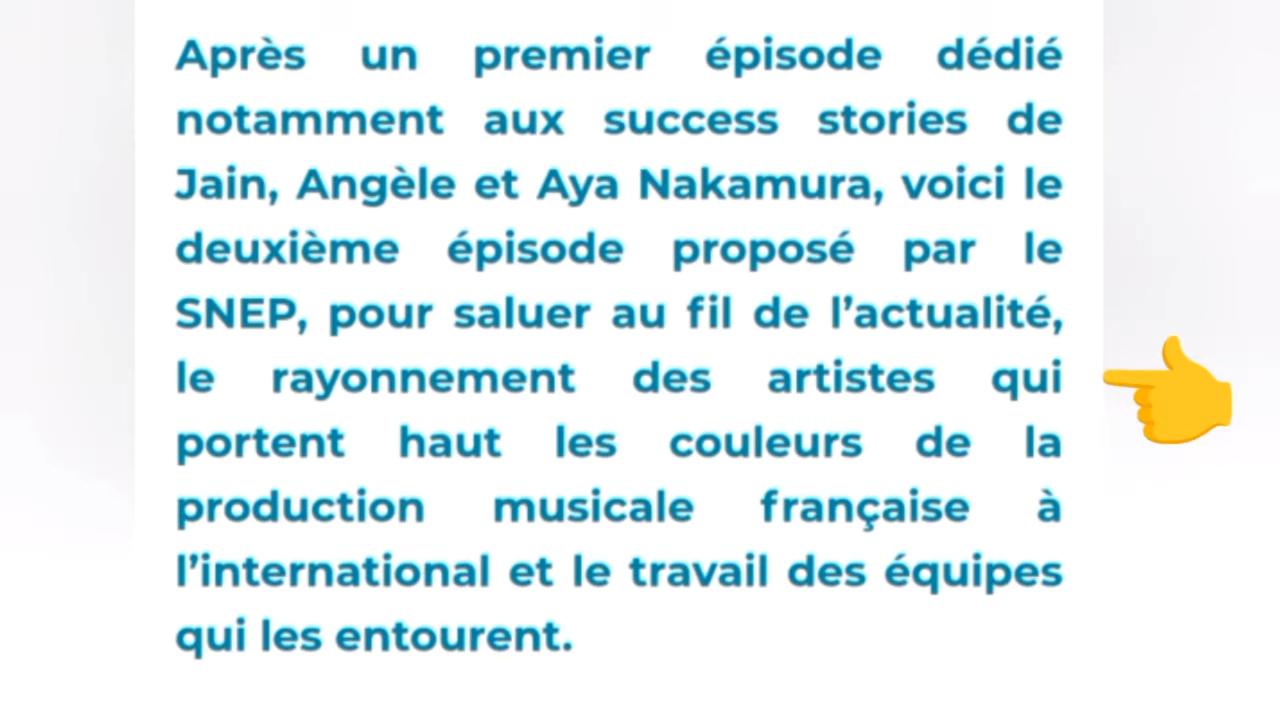 Après un premier épisode dédié
notamment aux success stories de
Jain, Angèle et Aya Nakamura, voici le
deuxième épisode proposé par le
SNEP, pour saluer au fil de l’actualité,
le rayonnement des artistes qui
portent haut les couleurs de la
production musicale française à
l’international et le travail des équipes
qui les entourent.